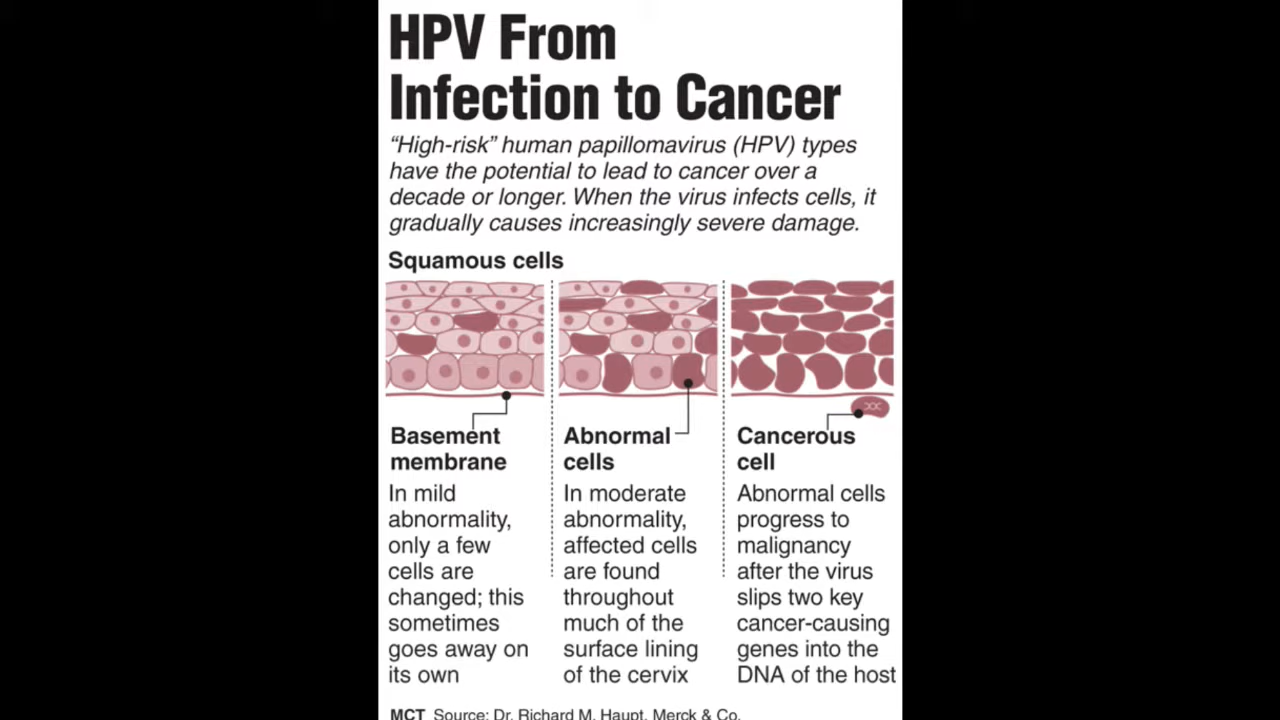 HPV From
Infection to Cancer
“High-risk” human papillomavirus (HPV) types
have the potential to lead to cancer over a
decade or longer. When the virus infects cells, it
gradually causes increasingly severe damage.
Squamous cells
Basement
membrane
In mild
abnormality,
only a few
cells are
changed; this
sometimes
goes away on
its own
Abnormal
cells
In moderate
abnormality,
affected cells
are found
throughout
much of the
surface lining
of the cervix
Cancerous
cell
Abnormal cells
progress to
malignancy
after the virus
slips two key
cancer-causing
genes into the
DNA of the host
MCT Source: Dr. Richard M. Haupt, Merck & Co.